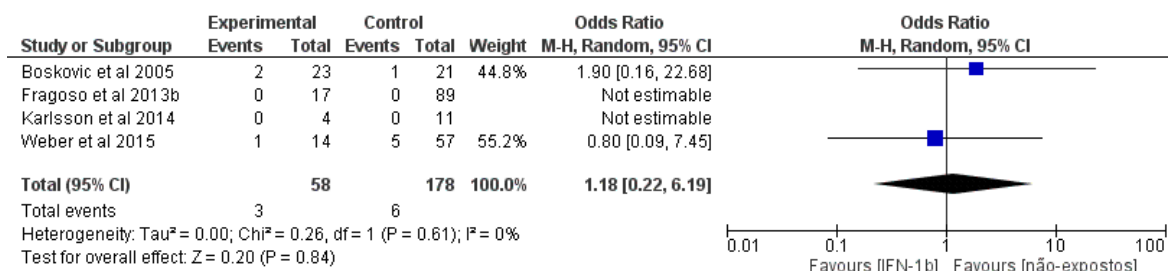 Experimental Control Odds Ratio Odds Ratio
Study or Subgroup Events Total Events Total Weight M-H, Random, 95% CI M-H, Random, 95% CI
Boskovic et al 2005 2 23 1 21 44.8% 1.90 [0.16, 22.68]
Fragoso et al 2013b 0 17 0 89 Not estimable
Karlsson et al 2014 0 4 0 11 Not estimable
Weber et al 2015 1 14 5 57 55.2% 0.80 [0.09, 7.45]
Total (95% CI) 58 178 100.0% 1.18 [0.22, 6.19]
Total events 3 6
Heterogeneity: Tau² = 0.00; Chi² = 0.26, df = 1 (P = 0.61); I² = 0%
Test for overall effect: Z = 0.20 (P = 0.84)
0.01 0.1 1 10 100
Favours [IFN-1b] Favours [não-expostos]